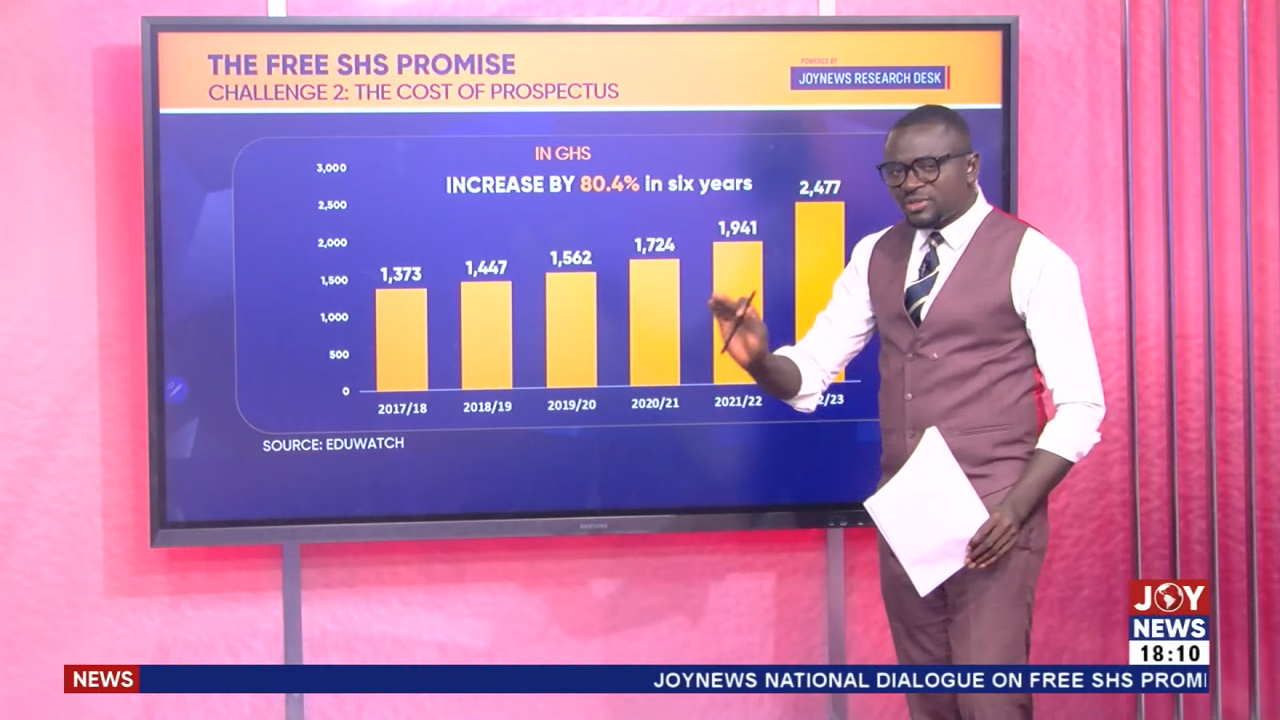 THE FREE SHS PROMISE
CHALLENGE 2: THE COST OF PROSPECTUS
POWERED BY
JOYNEWS RESEARCH DESK
IN GHS
INCREASE BY 80.4% in six years
3,000
2,500
2,000
1,500
1,000
500
0
1,373
1,447
1,562
1,724
1,941
2,477
2017/18
2018/19
2019/20
2020/21
2021/22
2/23
SOURCE: EDUWATCH
SAMSUNG
JOY
NEWS
18:10
NEWS
JOYNEWS NATIONAL DIALOGUE ON FREE SHS PROMI